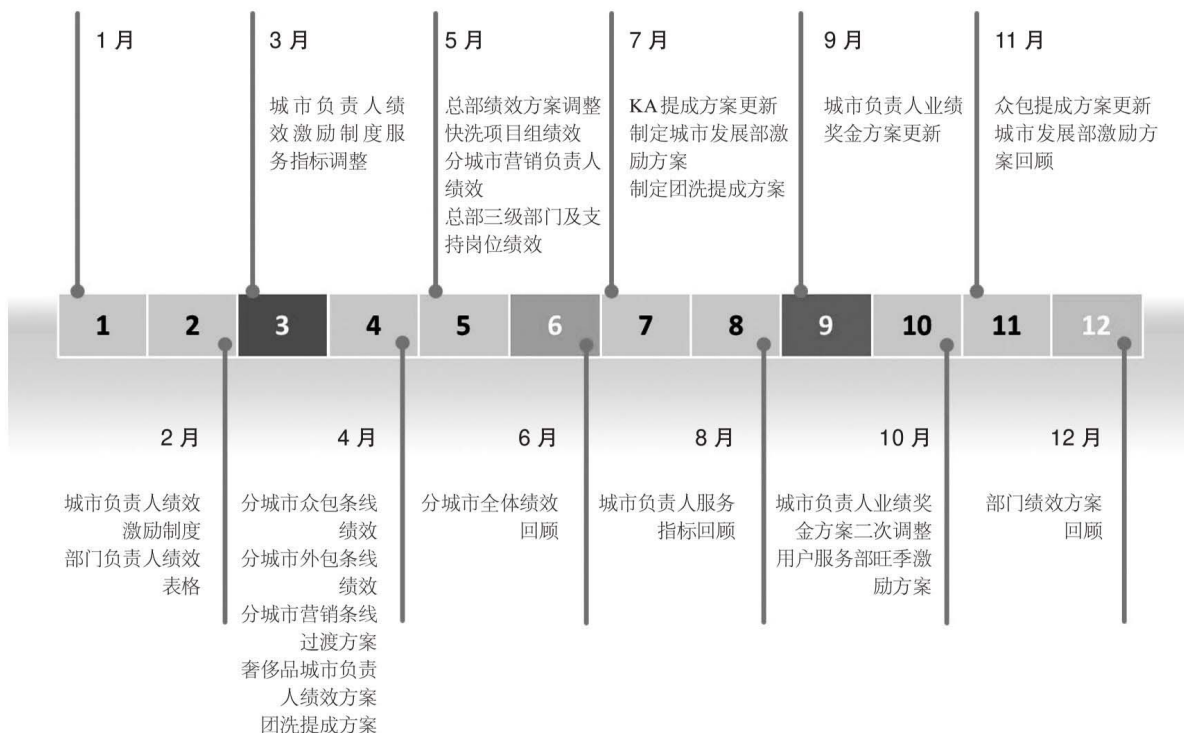 1 月
3 月
5 月
7 月
9 月
11 月
城市负责人绩
效激励制度服
务指标调整
总部绩效方案调整
快洗项目组绩效
分城市营销负责人
绩效
总部三级部门及支
持岗位绩效
KA提成方案更新
制定城市发展部激
励方案
制定团洗提成方案
城市负责人业绩
奖金方案更新
众包提成方案更新
城市发展部激励方
案回顾
1
2
3
4
5
6
7
8
9
10
11
12
2 月
4 月
6 月
8 月
10 月
12 月
城市负责人绩效
激励制度
部门负责人绩效
表格
分城市众包条线
绩效
分城市外包条线
绩效
分城市营销条线
过渡方案
奢侈品城市负责
人绩效方案
团洗提成方案
分城市全体绩效
回顾
城市负责人服务
指标回顾
城市负责人业绩奖
金方案二次调整
用户服务部旺季激
励方案
部门绩效方案
回顾